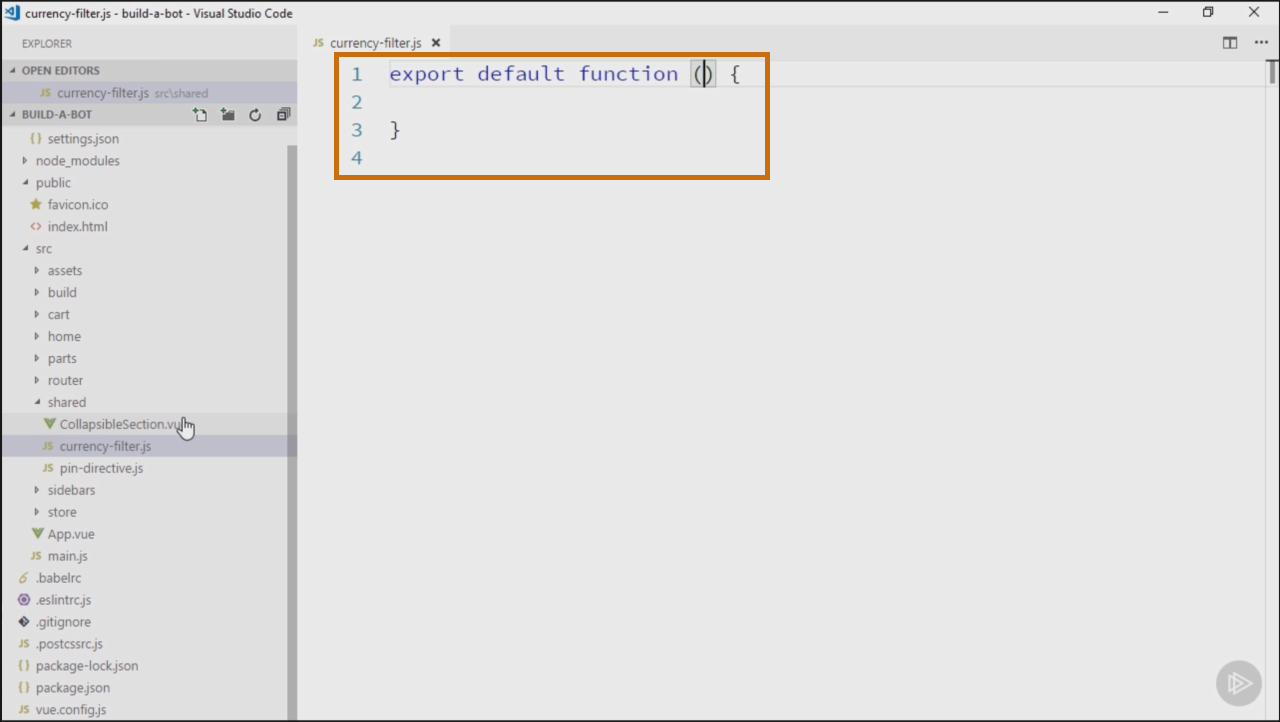 currency-filter.js - build-a-bot - Visual Studio Code
EXPLORER
OPEN EDITORS
JS currency-filter.js src\shared
BUILD-A-BOT
{} settings.json
node_modules
public
favicon.ico
<> index.html
src
assets
build
cart
home
parts
router
shared
CollapsibleSection.vu
JS currency-filter.js
JS pin-directive.js
sidebars
store
App.vue
JS main.js
.babelrc
.eslintrc.js
.gitignore
JS .postcssrc.js
{} package-lock.json
{} package.json
JS vue.config.js
JS currency-filter.js
1 export default function () {
2
3 }
4